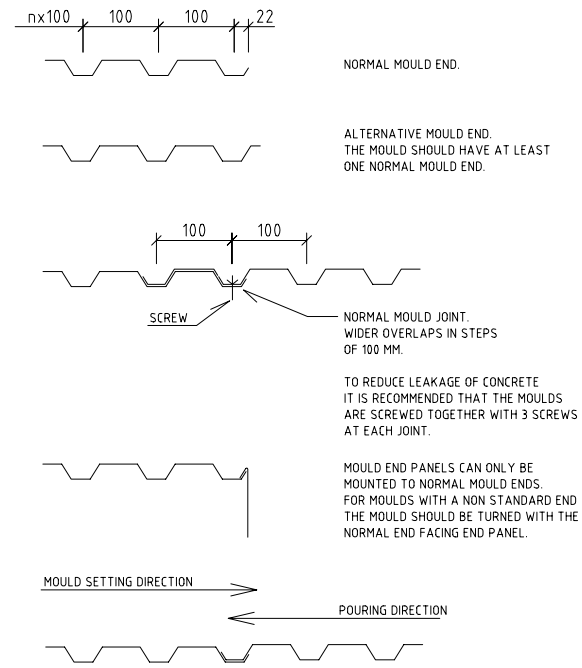 nx100 100 100 22
NORMAL MOULD END.
ALTERNATIVE MOULD END.
THE MOULD SHOULD HAVE AT LEAST
ONE NORMAL MOULD END.
100 100
SCREW
NORMAL MOULD JOINT.
WIDER OVERLAPS IN STEPS
OF 100 MM.
TO REDUCE LEAKAGE OF CONCRETE
IT IS RECOMMENDED THAT THE MOULDS
ARE SCREWED TOGETHER WITH 3 SCREWS
AT EACH JOINT.
MOULD END PANELS CAN ONLY BE
MOUNTED TO NORMAL MOULD ENDS.
FOR MOULDS WITH A NON STANDARD END
THE MOULD SHOULD BE TURNED WITH THE
NORMAL END FACING END PANEL.
MOULD SETTING DIRECTION
POURING DIRECTION